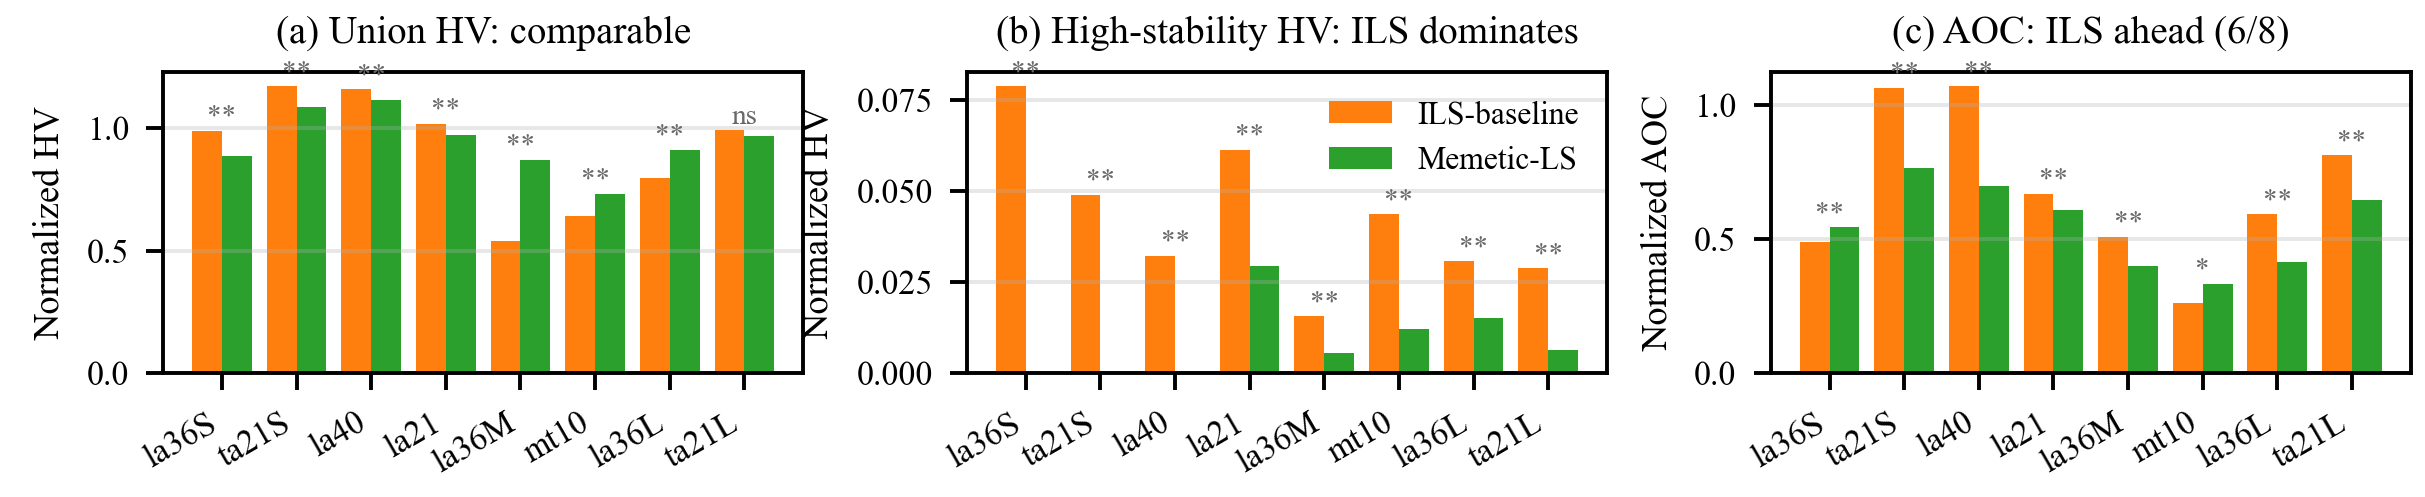 (a) Union HV: comparable
Normalized HV
1.0
0.5
0.0
**
**
**
**
**
**
**
ns
la36S
ta21S
la40
la21
la36M
mt10
la36L
ta21L
(b) High-stability HV: ILS dominates
Normalized HV
0.075
0.050
0.025
0.000
**
**
**
**
**
**
**
**
ILS-baseline
Memetic-LS
la36S
ta21S
la40
la21
la36M
mt10
la36L
ta21L
(c) AOC: ILS ahead (6/8)
Normalized AOC
1.0
0.5
0.0
**
**
**
**
**
*
**
**
la36S
ta21S
la40
la21
la36M
mt10
la36L
ta21L